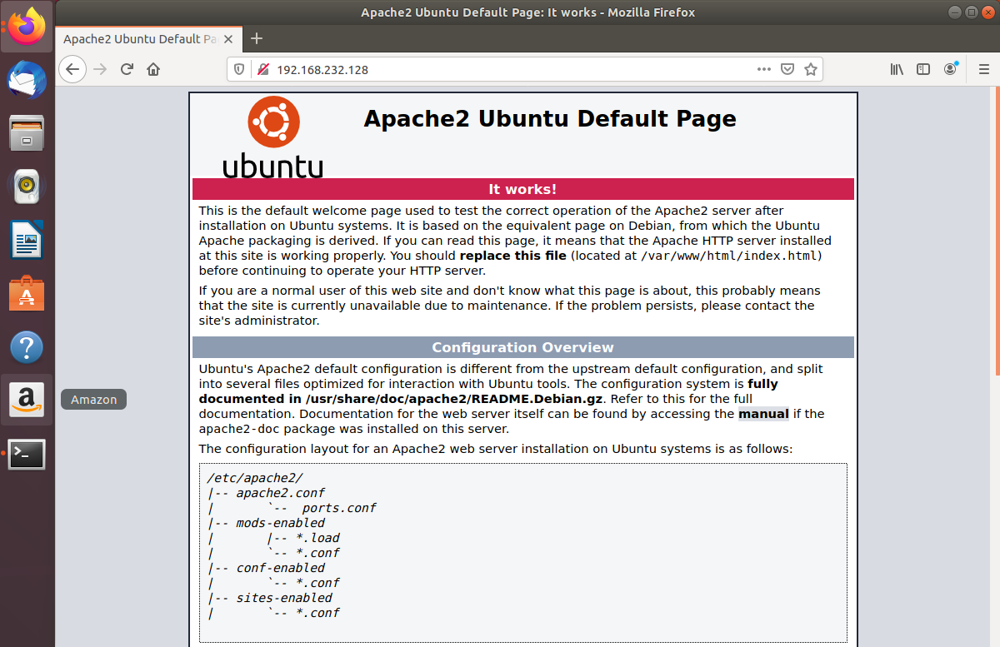 Apache2 Ubuntu Default Page: It works - Mozilla Firefox
Apache2 Ubuntu Default Pa
192.168.232.128
ubuntu
Apache2 Ubuntu Default Page
It works!
This is the default welcome page used to test the correct operation of the Apache2 server after
installation on Ubuntu systems. It is based on the equivalent page on Debian, from which the Ubuntu
Apache packaging is derived. If you can read this page, it means that the Apache HTTP server installed
at this site is working properly. You should replace this file (located at /var/www/html/index.html)
before continuing to operate your HTTP server.
If you are a normal user of this web site and don't know what this page is about, this probably means
that the site is currently unavailable due to maintenance. If the problem persists, please contact the
site's administrator.
Configuration Overview
Ubuntu's Apache2 default configuration is different from the upstream default configuration, and split
into several files optimized for interaction with Ubuntu tools. The configuration system is fully
documented in /usr/share/doc/apache2/README.Debian.gz. Refer to this for the full
documentation. Documentation for the web server itself can be found by accessing the manual if the
apache2-doc package was installed on this server.
The configuration layout for an Apache2 web server installation on Ubuntu systems is as follows:
/etc/apache2/
|-- apache2.conf
|       `--  ports.conf
|-- mods-enabled
|       |-- *.load
|       `-- *.conf
|-- conf-enabled
|       `-- *.conf
|-- sites-enabled
|       `-- *.conf
Amazon